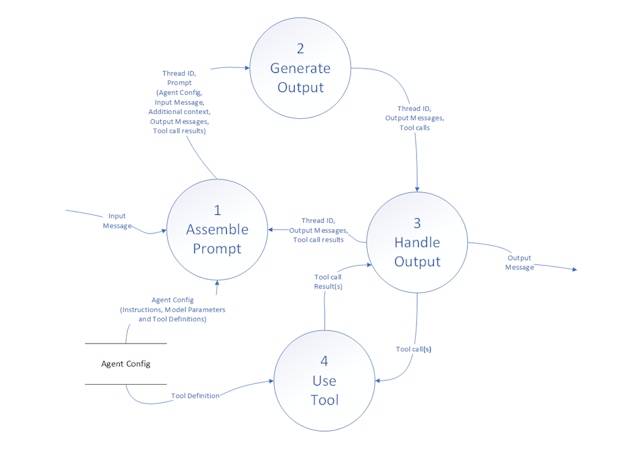 2
Generate
Output
Thread ID,
Prompt
(Agent Config,
Input Message,
Additional context,
Output Messages,
Tool call results)
Thread ID,
Output Messages,
Tool calls
Input
Message
1
Assemble
Prompt
Thread ID,
Output Messages,
Tool call results
3
Handle
Output
Output
Message
Tool call
Result(s)
Agent Config
(Instructions, Model Parameters
and Tool Definitions)
Agent Config
Tool Definition
4
Use
Tool
Tool call(s)